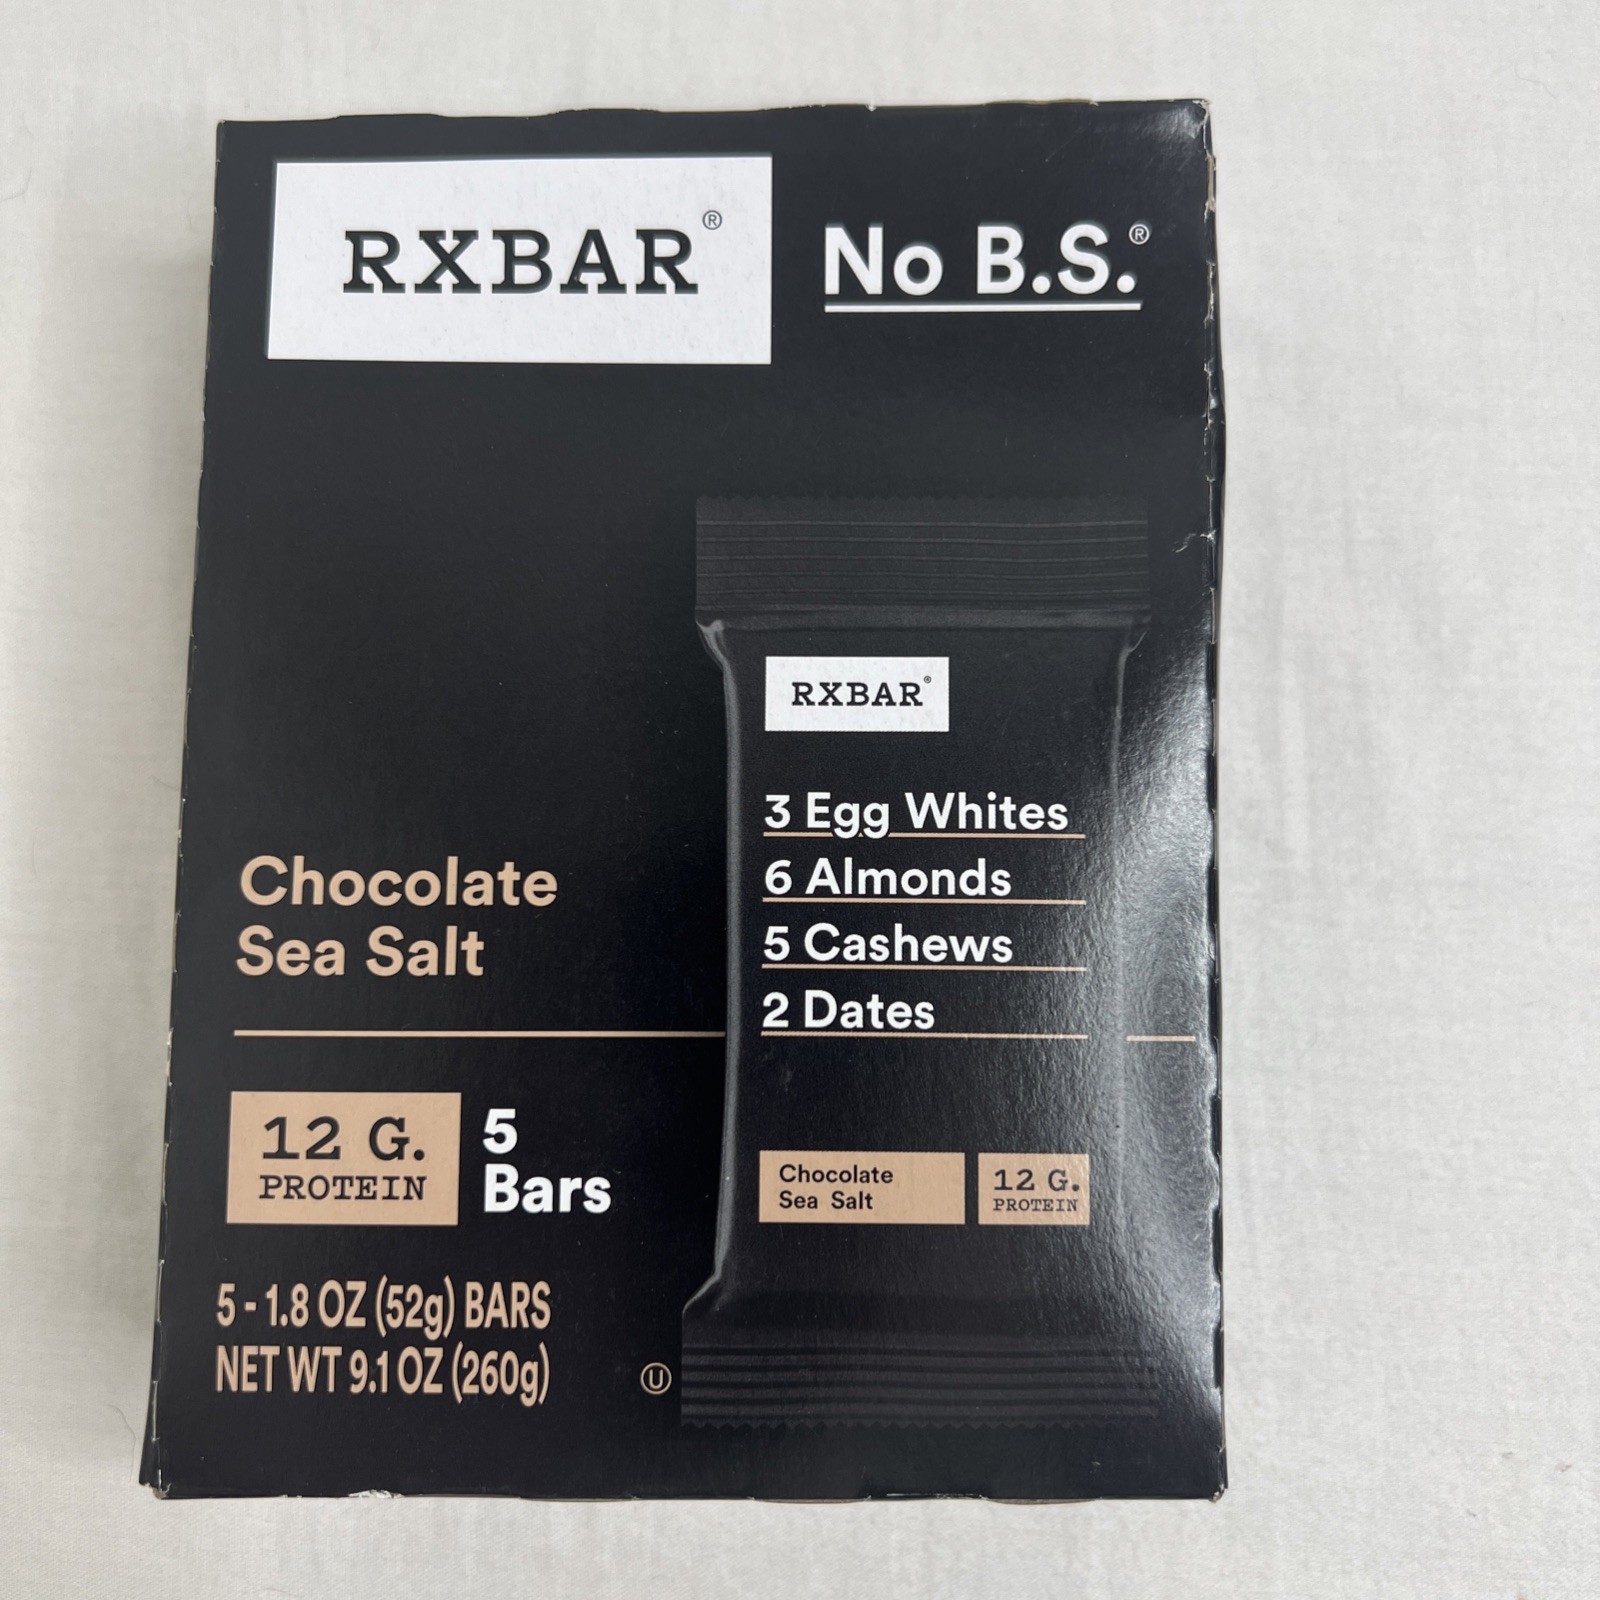 RXBAR®
No B.S.®
RXBAR®
3 Egg Whites
6 Almonds
5 Cashews
2 Dates
Chocolate
Sea Salt
12 G.
PROTEIN
Chocolate
Sea Salt
12 G.
PROTEIN
5
Bars
5 - 1.8 OZ (52g) BARS
NET WT 9.1 OZ (260g)
U